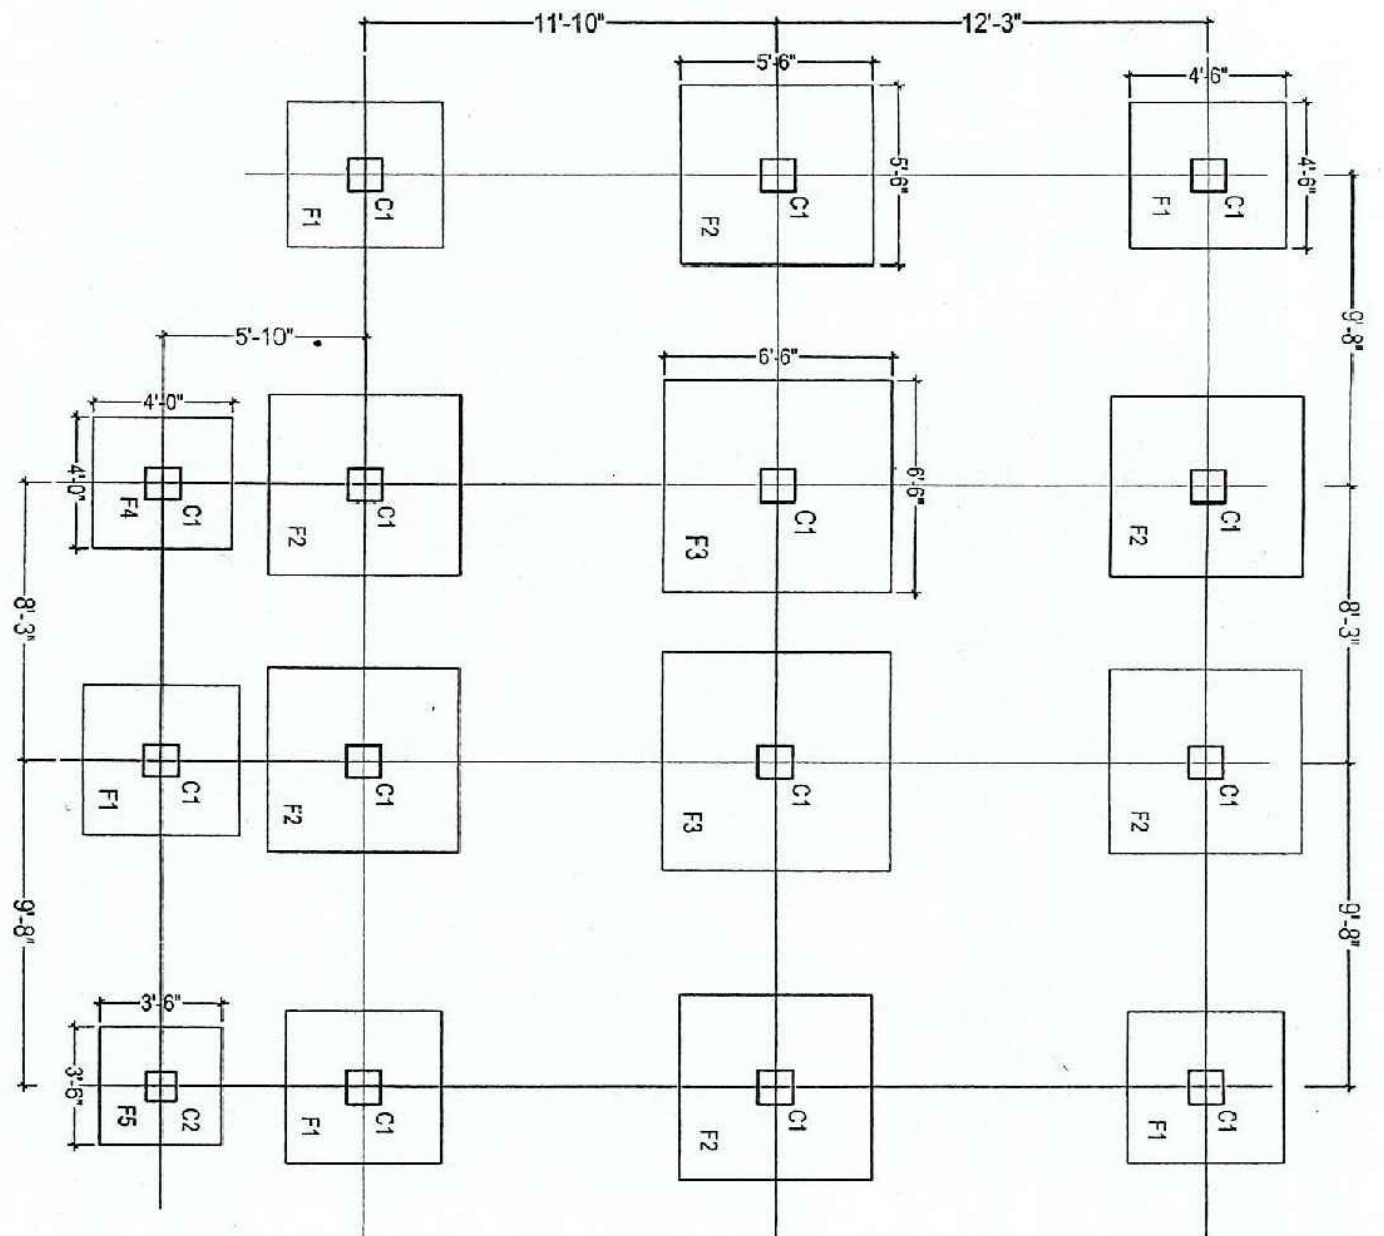 11'-10" 12'-3"
5'-6" 4'-6"
5'-6" 4'-6"
C1 C1 C1
F1 F2 F1
9'-8"
5'-10" 6'-6"
4'-0"
4'-0" 6'-6"
F4 C1 C1 C1 C1
F2 F3 F2
8'-3" 8'-3"
C1 C1 C1 C1
F1 F2 F3 F2
9'-8" 9'-8"
3'-6"
3'-6"
F5 C2 C1 C1 C1
F1 F2 F1